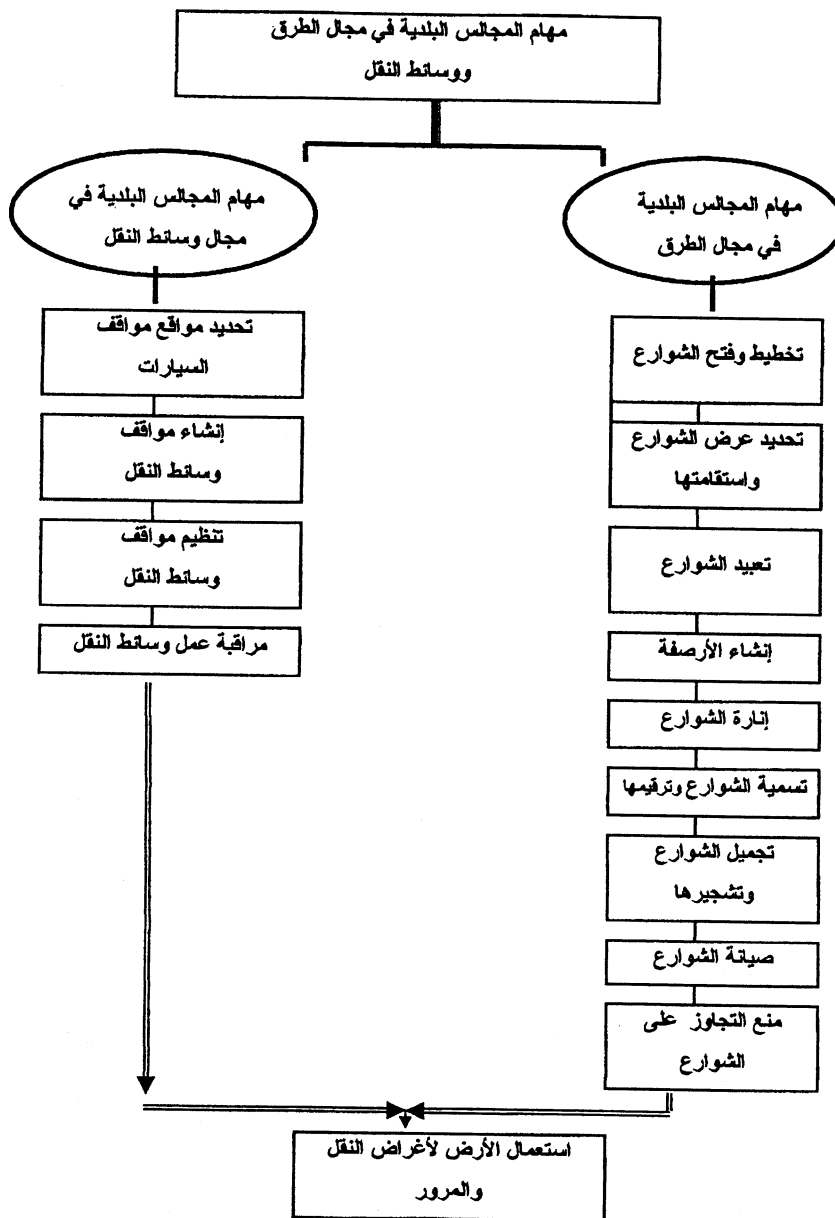 مهام المجالس البلدية في مجال الطرق
ووسائط النقل
مهام المجالس البلدية
في مجال الطرق
مهام المجالس البلدية في
مجال وسائط النقل
تخطيط وفتح الشوارع
تحديد عرض الشوارع
واستقامتها
تعبيد الشوارع
إنشاء الأرصفة
إنارة الشوارع
تسمية الشوارع وترقيمها
تجميل الشوارع
وتشجيرها
صيانة الشوارع
منع التجاوز على
الشوارع
تحديد مواقع مواقف
السيارات
إنشاء مواقف
وسائط النقل
تنظيم مواقف
وسائط النقل
مراقبة عمل وسائط النقل
استعمال الأرض لأغراض النقل
والمرور